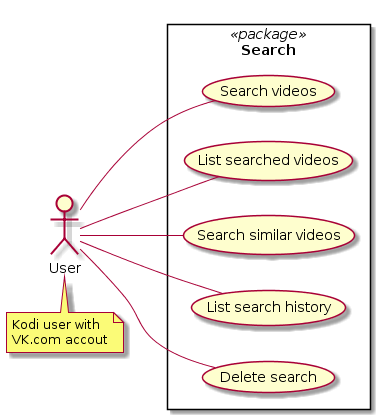 «package»
Search
Search videos
List searched videos
Search similar videos
List search history
Delete search
User
Kodi user with
VK.com accout